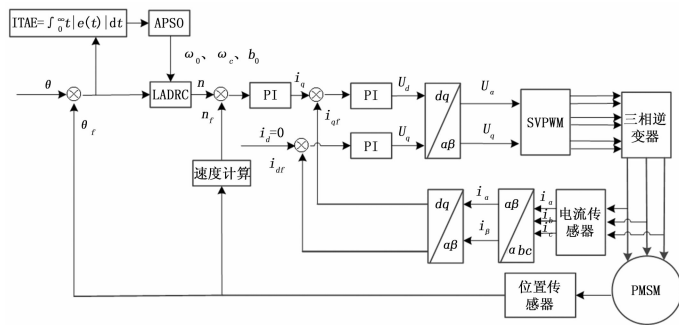 ITAE=∫₀^∞ t|e(t)|dt
APSO
ω₀、ω_c、b₀
θ
LADRC
n
PI
i_q
PI
U_d
dq
αβ
U_α
SVPWM
三相逆
变器
θ_f
n_f
i_qf
i_d=0
i_df
PI
U_q
U_q
速度计算
dq
αβ
i_α
i_β
αβ
abc
i_a
i_b
i_c
电流传
感器
位置传
感器
PMSM